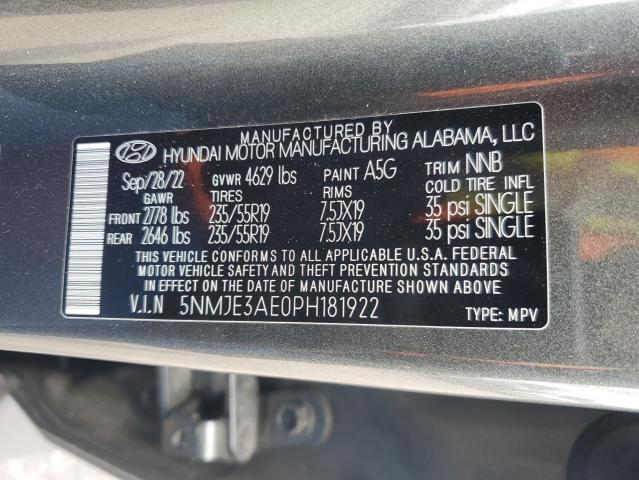 MANUFACTURED BY
HYUNDAI MOTOR MANUFACTURING ALABAMA, LLC
Sep/28/22 GVWR 4629 lbs PAINT A5G TRIM NNB
GAWR TIRES RIMS COLD TIRE INFL
FRONT 2778 lbs 235/55R19 7.5JX19 35 psi SINGLE
REAR 2646 lbs 235/55R19 7.5JX19 35 psi SINGLE
THIS VEHICLE CONFORMS TO ALL APPLICABLE U.S.A. FEDERAL
MOTOR VEHICLE SAFETY AND THEFT PREVENTION STANDARDS
IN EFFECT ON THE DATE OF MANUFACTURE SHOWN ABOVE
V.I.N 5NMJE3AE0PH181922 TYPE: MPV